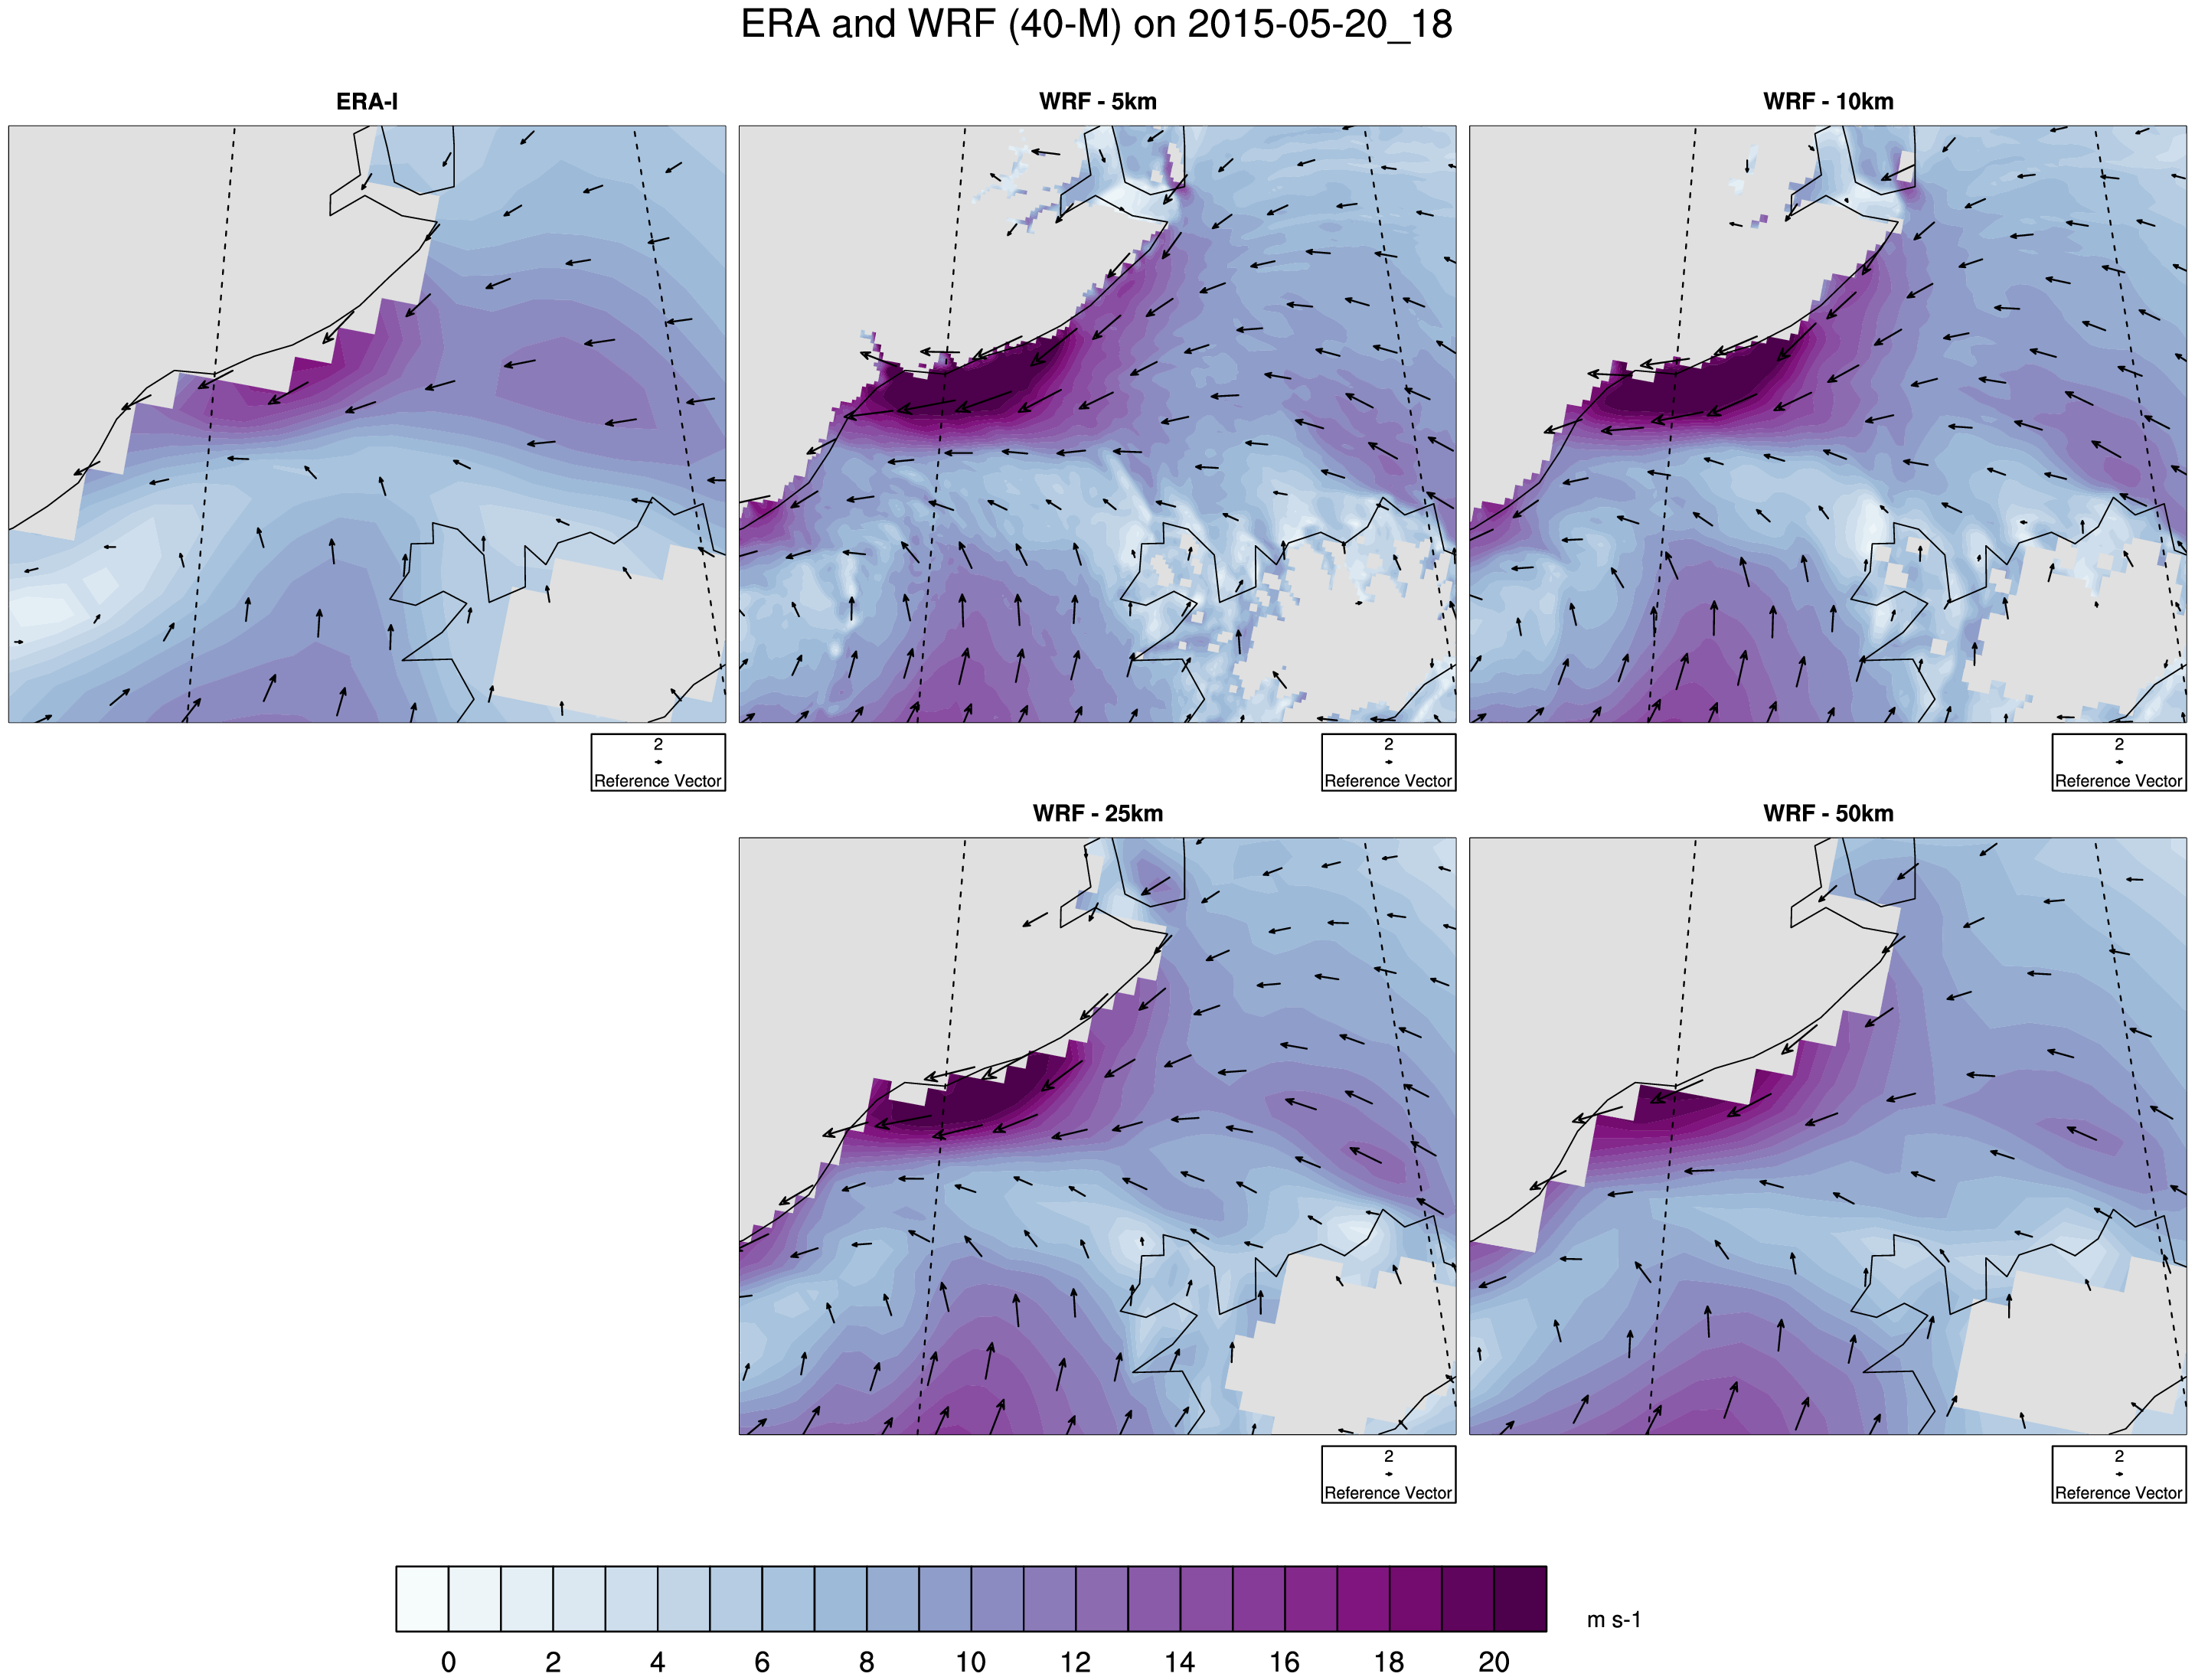 ERA and WRF (40-M) on 2015-05-20_18
ERA-I
WRF - 5km
WRF - 10km
2
Reference Vector
2
Reference Vector
2
Reference Vector
WRF - 25km
WRF - 50km
2
Reference Vector
2
Reference Vector
m s-1
0 2 4 6 8 10 12 14 16 18 20